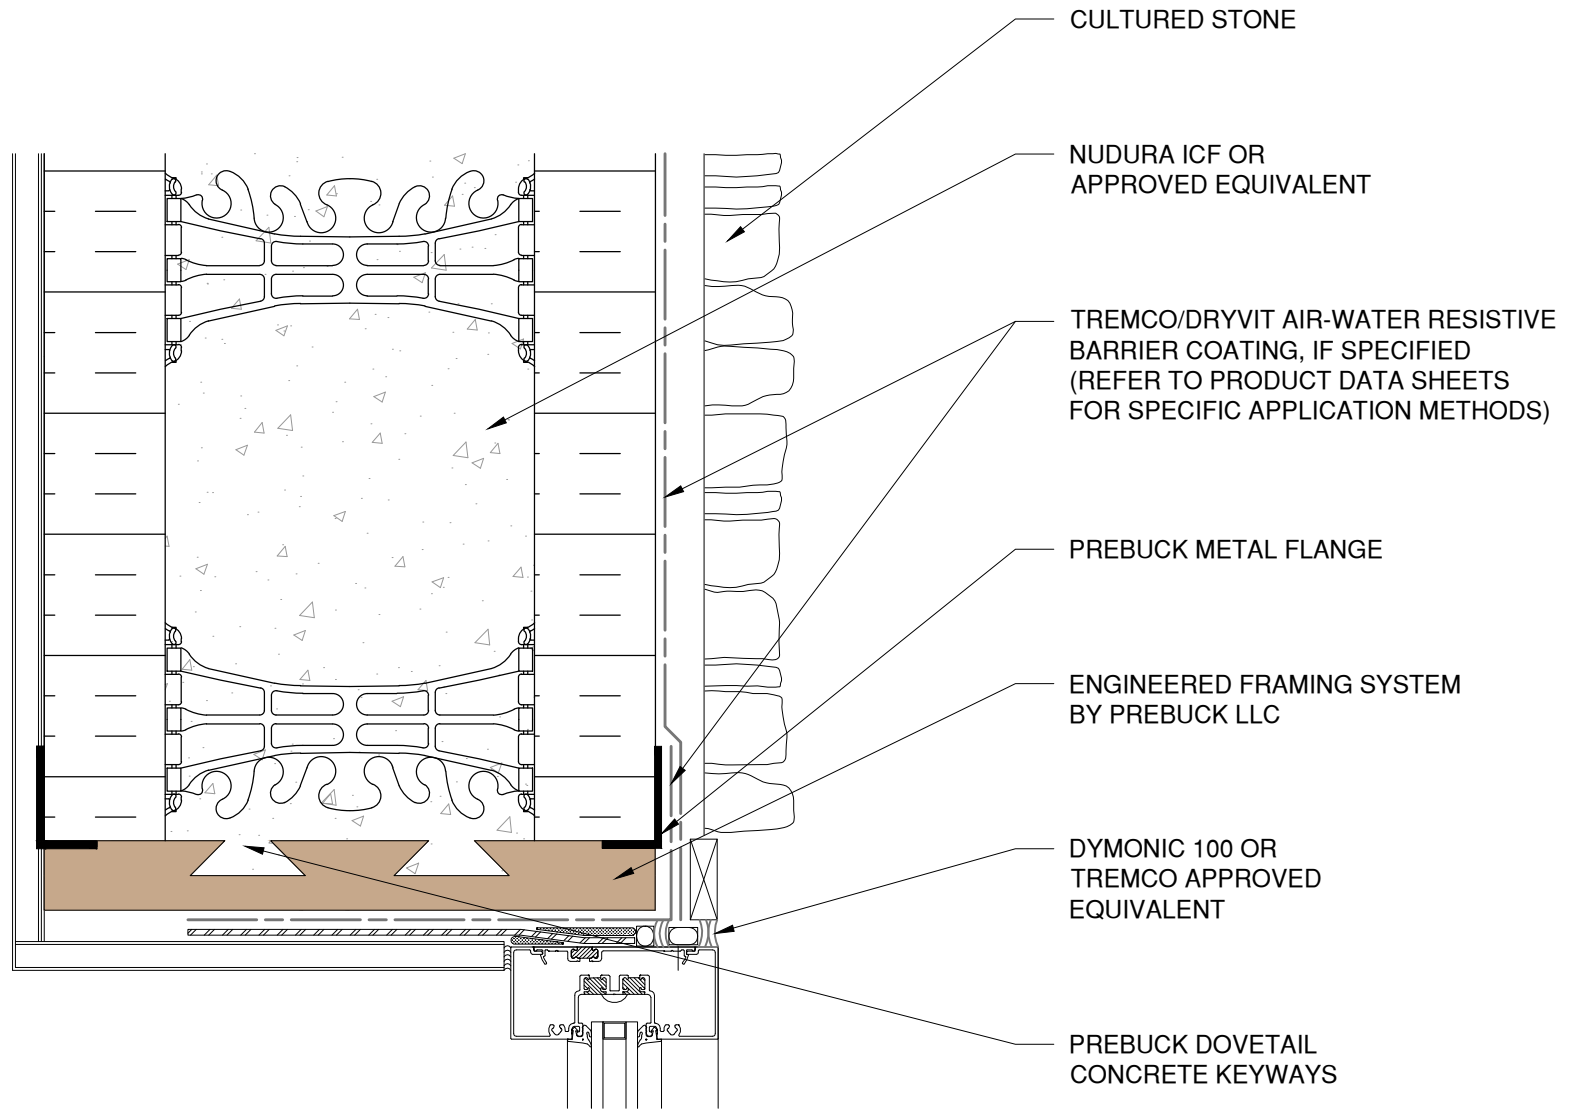 CULTURED STONE
NUDURA ICF OR
APPROVED EQUIVALENT
TREMCO/DRYVIT AIR-WATER RESISTIVE
BARRIER COATING, IF SPECIFIED
(REFER TO PRODUCT DATA SHEETS
FOR SPECIFIC APPLICATION METHODS)
PREBUCK METAL FLANGE
ENGINEERED FRAMING SYSTEM
BY PREBUCK LLC
DYMONIC 100 OR
TREMCO APPROVED
EQUIVALENT
PREBUCK DOVETAIL
CONCRETE KEYWAYS